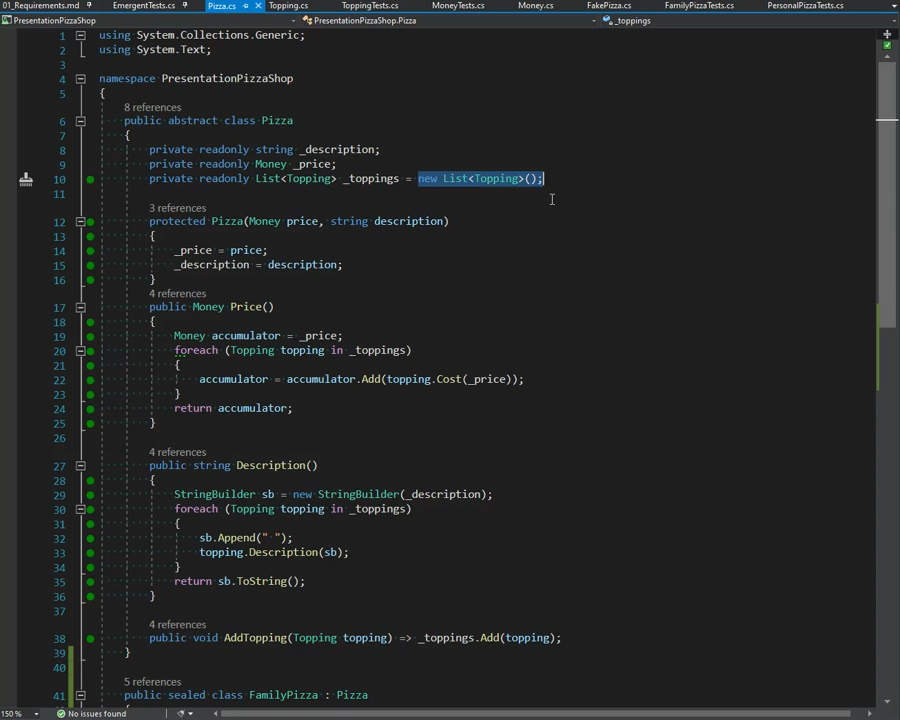 01_Requirements.md EmergentTests.cs Pizza.cs Topping.cs ToppingTests.cs MoneyTests.cs Money.cs FakePizza.cs FamilyPizzaTests.cs PersonalPizzaTests.cs
PresentationPizzaShop PresentationPizzaShop.Pizza _toppings
1 using System.Collections.Generic;
2 using System.Text;
3
4 namespace PresentationPizzaShop
5 {
8 references
6 public abstract class Pizza
7 {
8 private readonly string _description;
9 private readonly Money _price;
10 private readonly List<Topping> _toppings = new List<Topping>();
11
3 references
12 protected Pizza(Money price, string description)
13 {
14 _price = price;
15 _description = description;
16 }
4 references
17 public Money Price()
18 {
19 Money accumulator = _price;
20 foreach (Topping topping in _toppings)
21 {
22 accumulator = accumulator.Add(topping.Cost(_price));
23 }
24 return accumulator;
25 }
26
4 references
27 public string Description()
28 {
29 StringBuilder sb = new StringBuilder(_description);
30 foreach (Topping topping in _toppings)
31 {
32 sb.Append(" ");
33 topping.Description(sb);
34 }
35 return sb.ToString();
36 }
37
4 references
38 public void AddTopping(Topping topping) => _toppings.Add(topping);
39 }
40
5 references
41 public sealed class FamilyPizza : Pizza
150 % No issues found